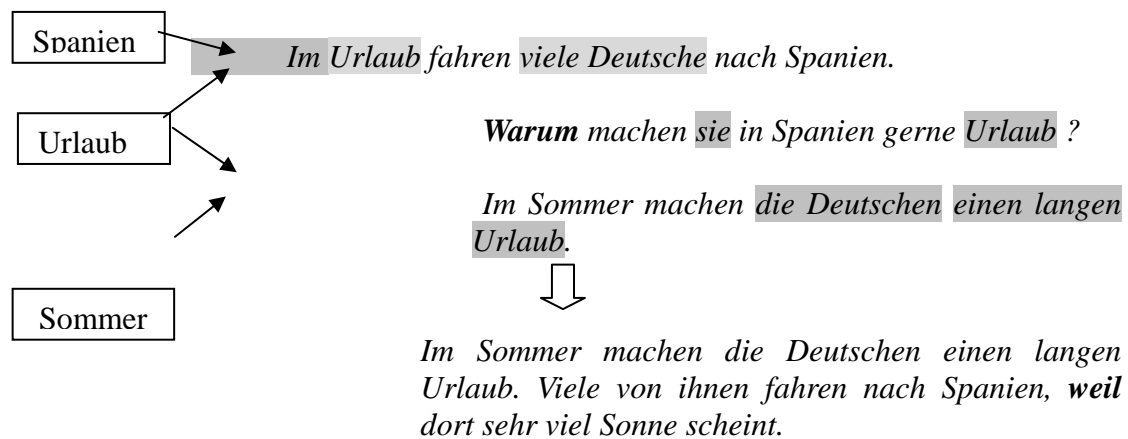 Spanien
Im Urlaub fahren viele Deutsche nach Spanien.
Urlaub
Warum machen sie in Spanien gerne Urlaub ?
Im Sommer machen die Deutschen einen langen
Urlaub.
Sommer
Im Sommer machen die Deutschen einen langen
Urlaub. Viele von ihnen fahren nach Spanien, weil
dort sehr viel Sonne scheint.